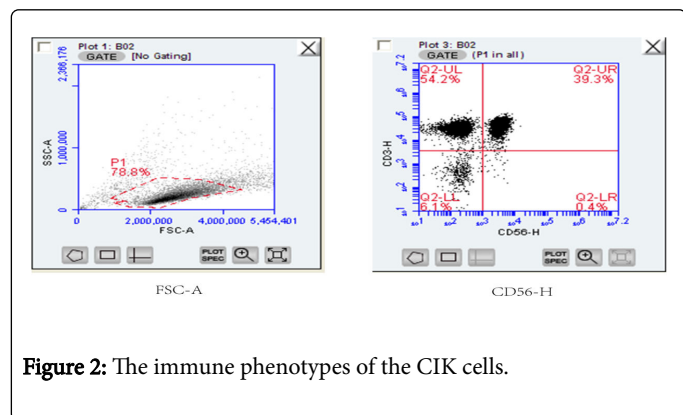 Plot 1: B02
GATE [No Gating]
2,366,176
1,000,000
0
SSC-A
P1
78.8%
0 2,000,000 4,000,000 5,454,401
FSC-A
PLOT SPEC
FSC-A
Plot 3: B02
GATE (P1 in all)
Q2-UL
54.2%
Q2-UR
39.3%
CD3-H
Q2-LL
6.1%
Q2-LR
0.4%
CD56-H
PLOT SPEC
CD56-H
Figure 2: The immune phenotypes of the CIK cells.